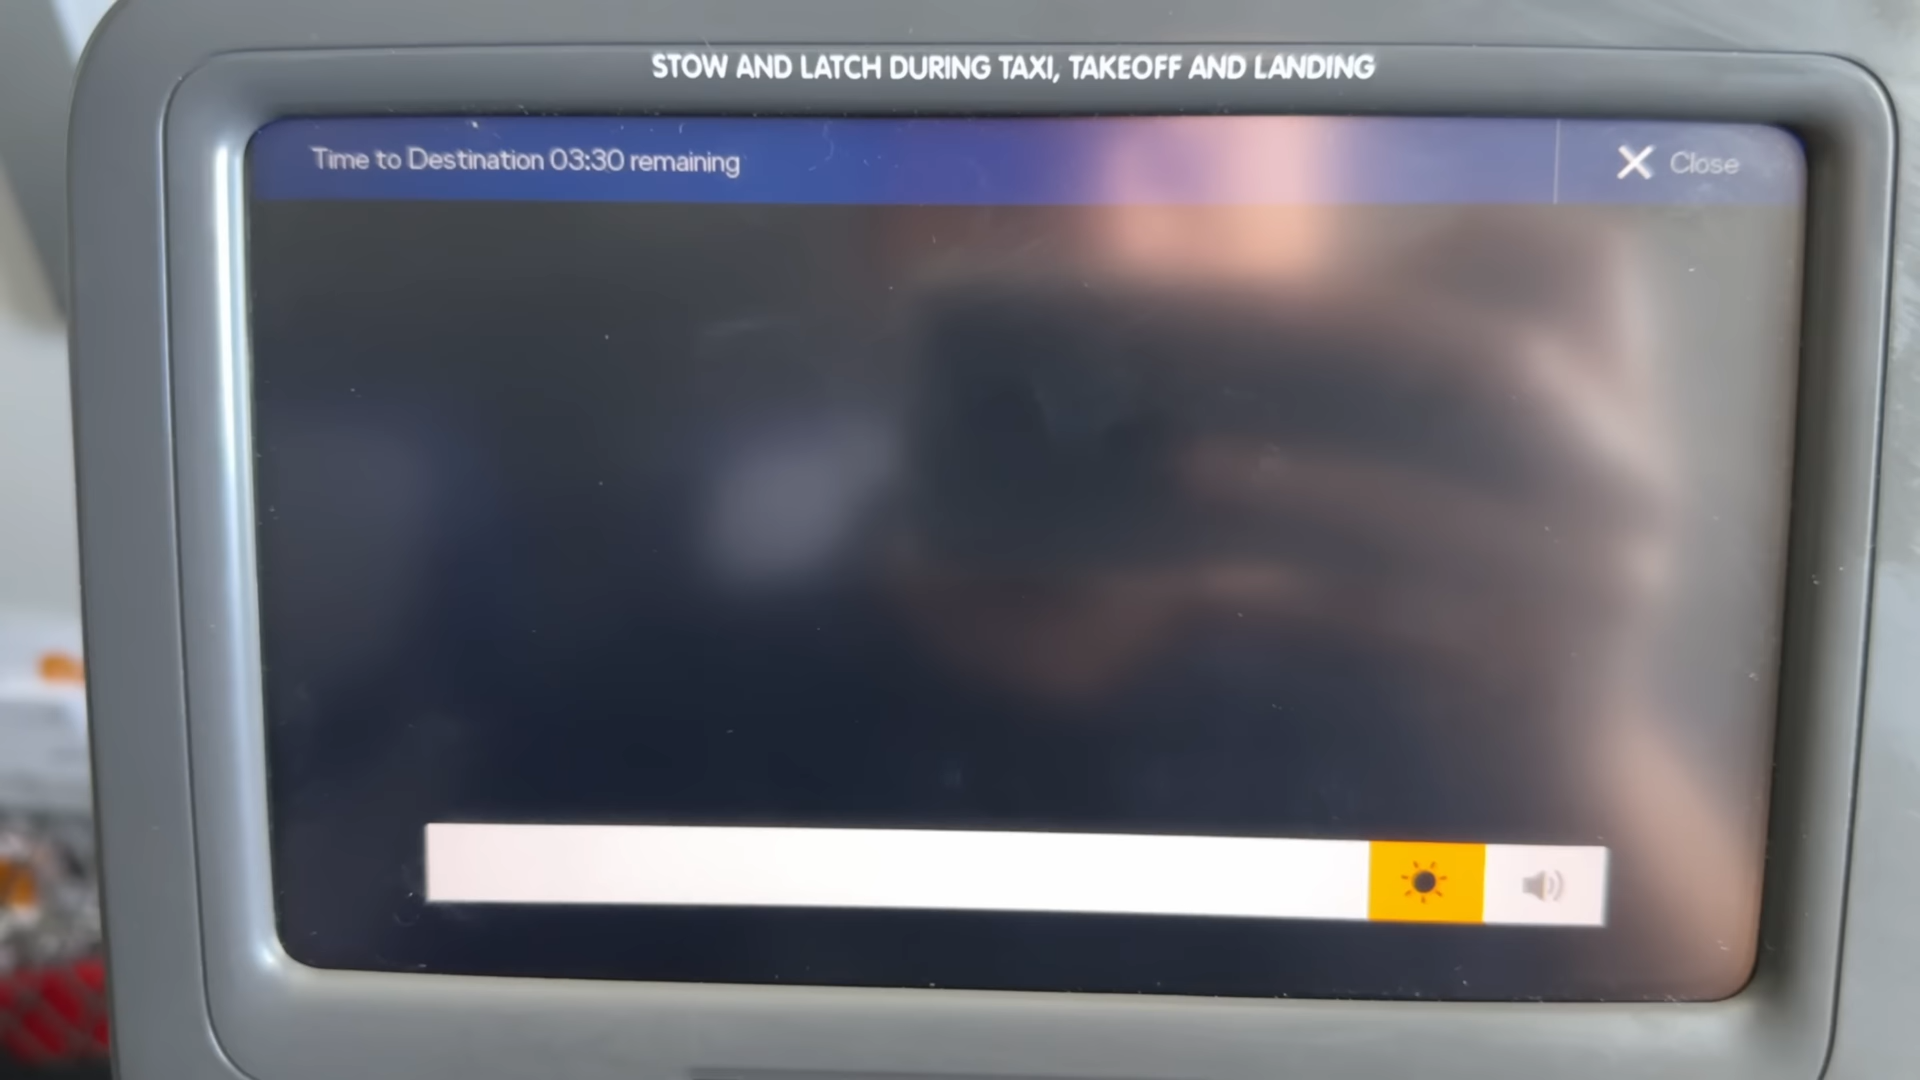 STOW AND LATCH DURING TAXI, TAKEOFF AND LANDING
Time to Destination 03:30 remaining
Close